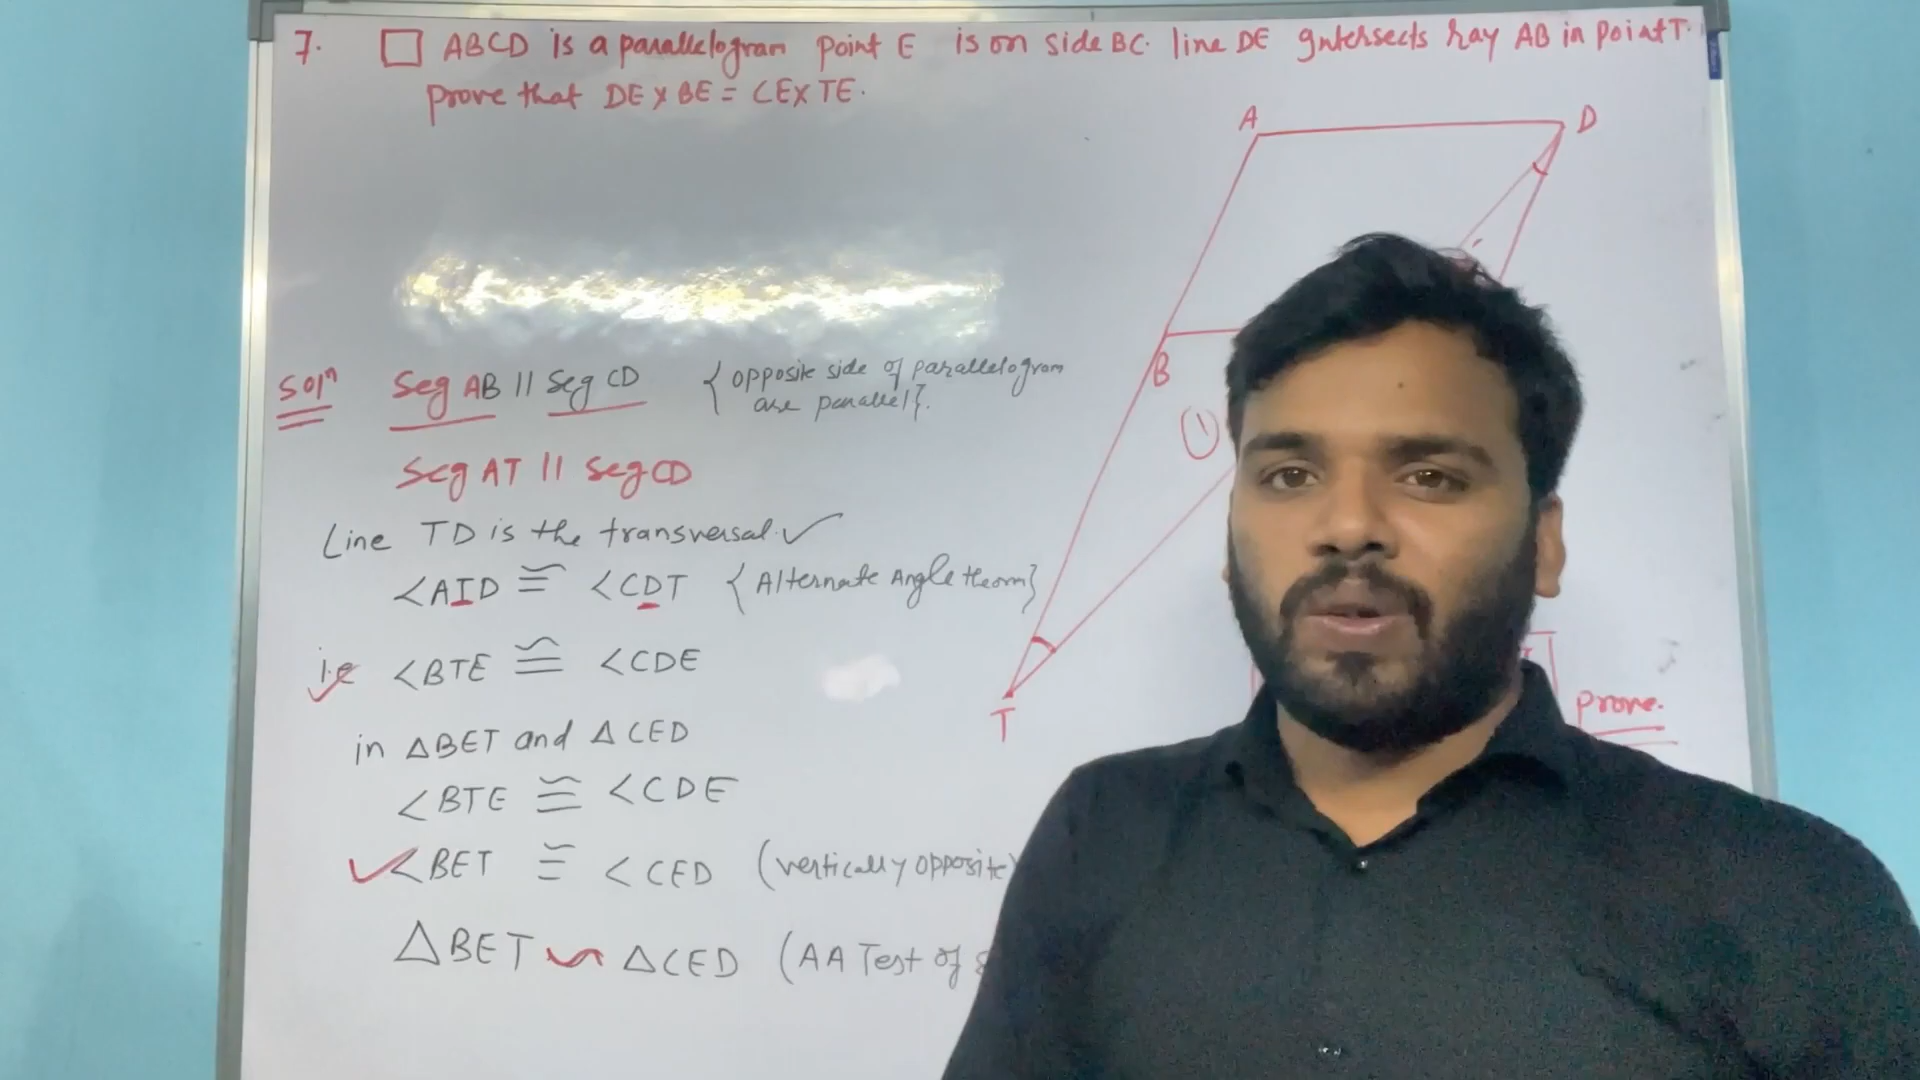 7. □ ABCD is a parallelogram point E is on side BC. line DE gntersects ray AB in point T.
prove that DE × BE = CE × TE.
A
D
Soln Seg AB || Seg CD { opposite side of parallelogram
are parallel}.
B
(1)
Seg AT || Seg CD
Line TD is the transversal. ✓
<AID ≅ <CDT { Alternate Angle theorm}
i.e <BTE ≅ <CDE
T
prove.
in △BET and △CED
<BTE ≅ <CDE
✓<BET ≅ <CED (vertically opposite
△BET ~ △CED (AA Test of